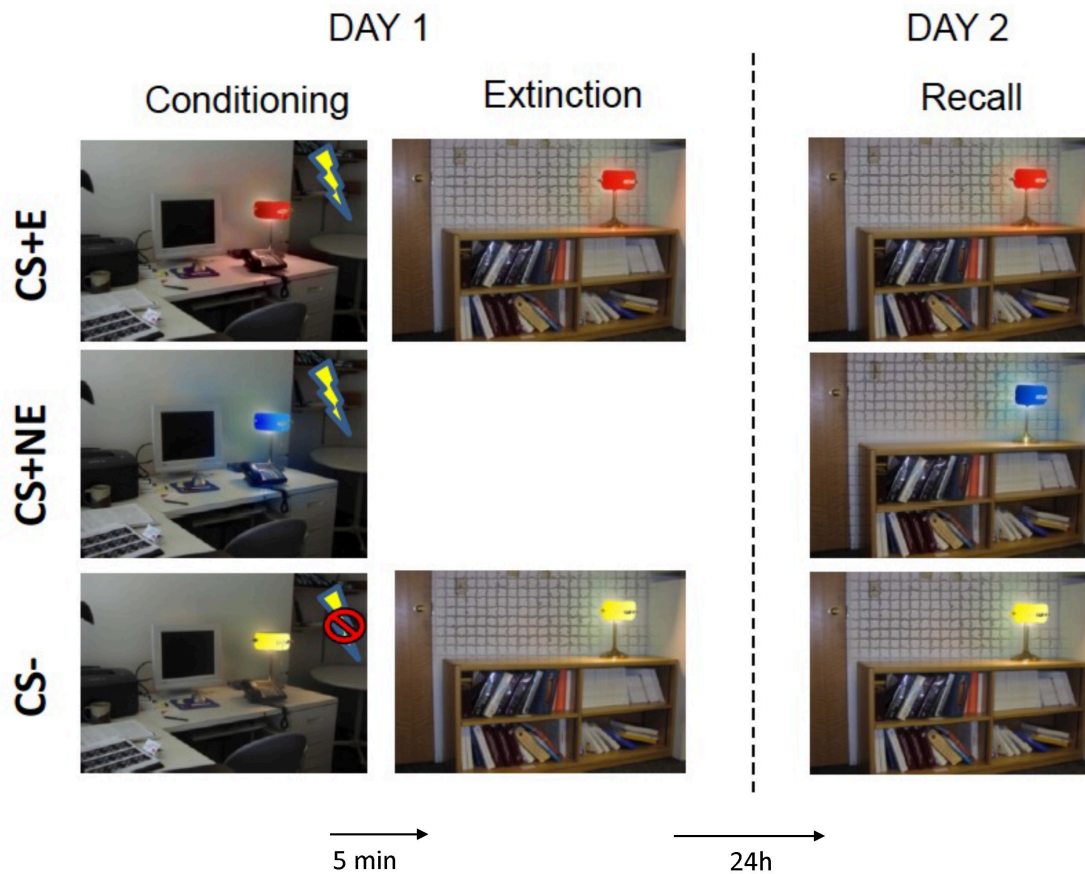 DAY 1
DAY 2
Conditioning
Extinction
Recall
CS+E
CS+NE
CS-
5 min
24h